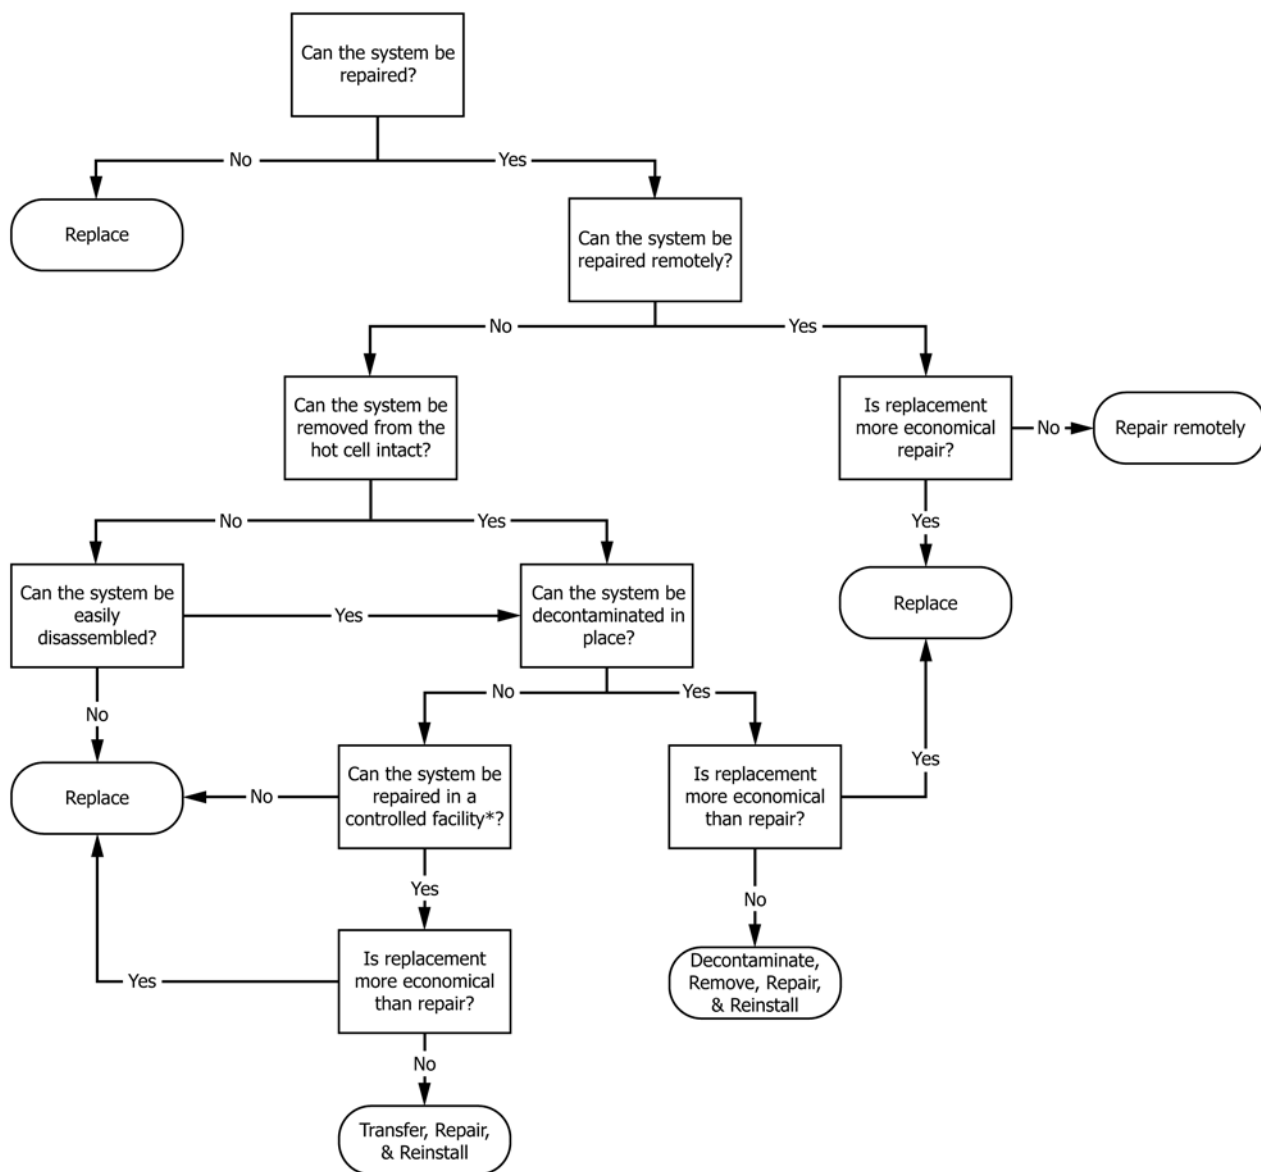 Can the system be
repaired?
No
Yes
Replace
Can the system be
repaired remotely?
No
Yes
Can the system be
removed from the
hot cell intact?
Is replacement
more economical
repair?
No
Repair remotely
No
Yes
Yes
Can the system be
easily
disassembled?
Yes
Can the system be
decontaminated in
place?
Replace
No
No
Yes
Replace
No
Can the system be
repaired in a
controlled facility*?
Is replacement
more economical
than repair?
Yes
Yes
No
Yes
Is replacement
more economical
than repair?
Decontaminate,
Remove, Repair,
& Reinstall
No
Transfer, Repair,
& Reinstall